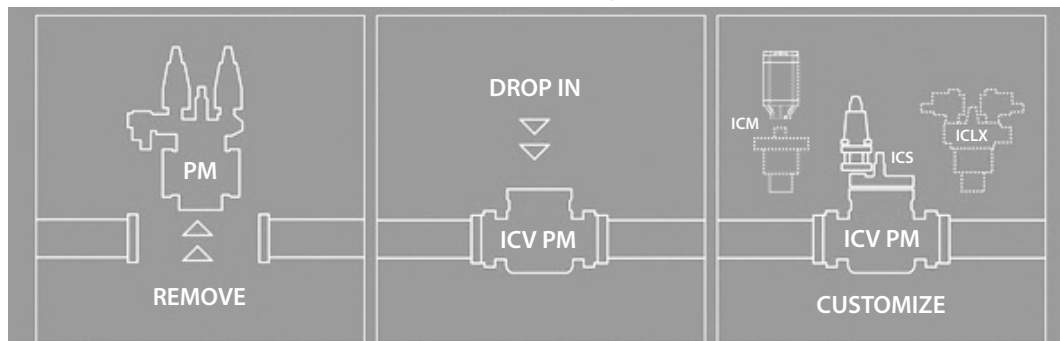 PM
REMOVE
DROP IN
ICV PM
ICM
ICS
ICLX
ICV PM
CUSTOMIZE